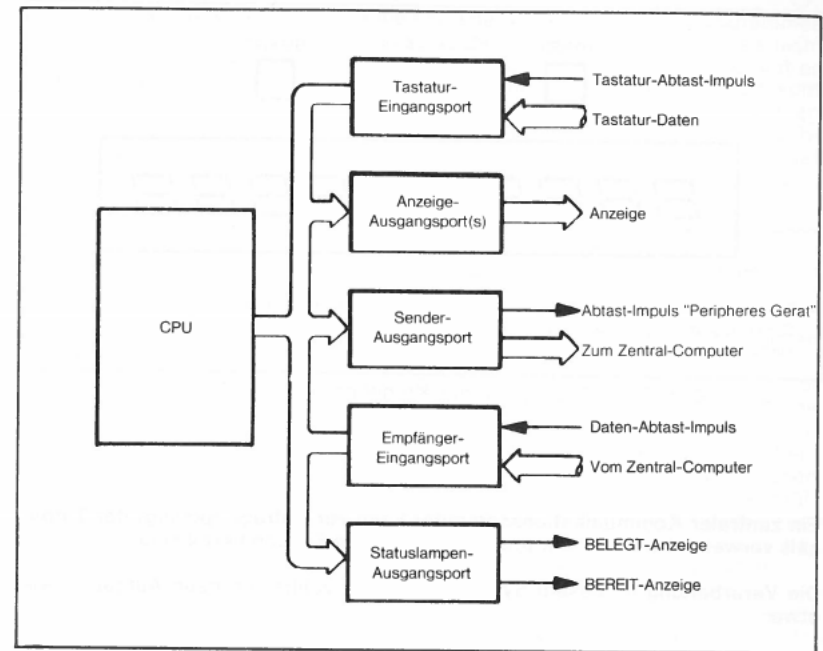 Tastatur-
Eingangsport
Tastatur-Abtast-Impuls
Tastatur-Daten
Anzeige-
Ausgangsport(s)
Anzeige
CPU
Sender-
Ausgangsport
Abtast-Impuls "Peripheres Gerat"
Zum Zentral-Computer
Empfänger-
Eingangsport
Daten-Abtast-Impuls
Vom Zentral-Computer
Statuslampen-
Ausgangsport
BELEGT-Anzeige
BEREIT-Anzeige